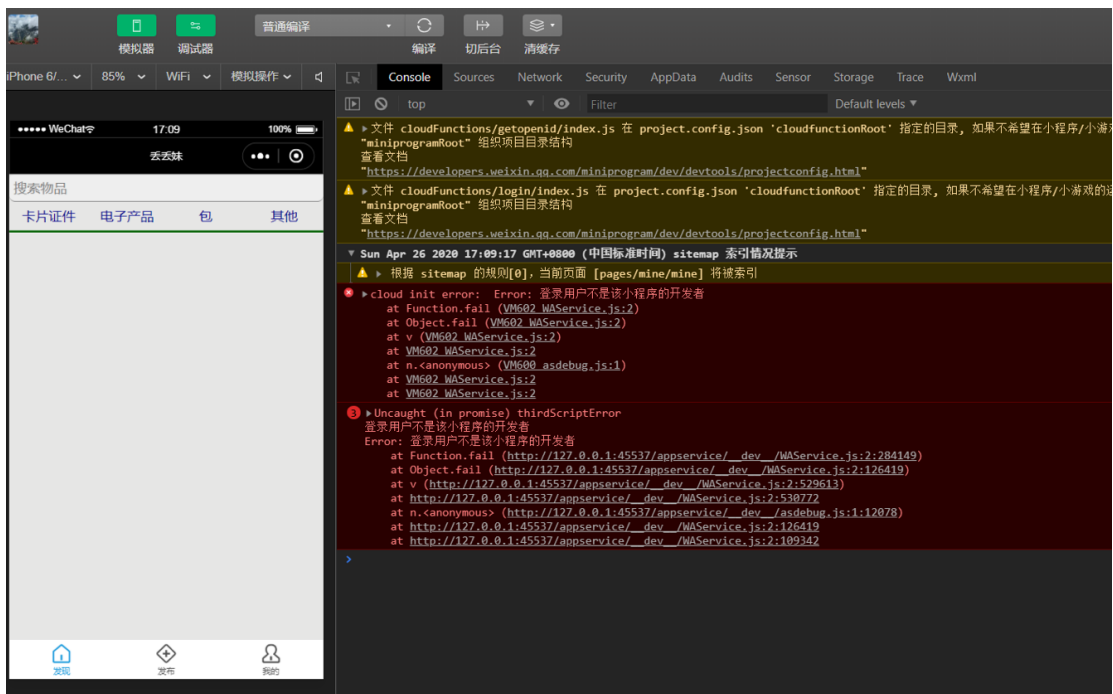 普通编译
模拟器 调试器 编译 切后台 清缓存
iPhone 6/... 85% WiFi 模拟操作
Console Sources Network Security AppData Audits Sensor Storage Trace Wxml
top Filter Default levels ▼
WeChat 17:09 100%
丢丢妹
搜索物品
卡片证件 电子产品 包 其他
发现 发布 我的
文件 cloudFunctions/getopenid/index.js 在 project.config.json 'cloudfunctionRoot' 指定的目录, 如果不希望在小程序/小游
"miniprogramRoot" 组织项目目录结构
查看文档
"https://developers.weixin.qq.com/miniprogram/dev/devtools/projectconfig.html"
文件 cloudFunctions/login/index.js 在 project.config.json 'cloudfunctionRoot' 指定的目录, 如果不希望在小程序/小游戏的
"miniprogramRoot" 组织项目目录结构
查看文档
"https://developers.weixin.qq.com/miniprogram/dev/devtools/projectconfig.html"
Sun Apr 26 2020 17:09:17 GMT+0800 (中国标准时间) sitemap 索引情况提示
根据 sitemap 的规则[0], 当前页面 [pages/mine/mine] 将被索引
cloud init error: Error: 登录用户不是该小程序的开发者
at Function.fail (VM602 WAService.js:2)
at Object.fail (VM602 WAService.js:2)
at v (VM602 WAService.js:2)
at VM602 WAService.js:2
at n.<anonymous> (VM600 asdebug.js:1)
at VM602 WAService.js:2
at VM602 WAService.js:2
3 Uncaught (in promise) thirdScriptError
登录用户不是该小程序的开发者
Error: 登录用户不是该小程序的开发者
at Function.fail (http://127.0.0.1:45537/appservice/__dev__/WAService.js:2:284149)
at Object.fail (http://127.0.0.1:45537/appservice/__dev__/WAService.js:2:126419)
at v (http://127.0.0.1:45537/appservice/__dev__/WAService.js:2:529613)
at http://127.0.0.1:45537/appservice/__dev__/WAService.js:2:530772
at n.<anonymous> (http://127.0.0.1:45537/appservice/__dev__/asdebug.js:1:12078)
at http://127.0.0.1:45537/appservice/__dev__/WAService.js:2:126419
at http://127.0.0.1:45537/appservice/__dev__/WAService.js:2:109342